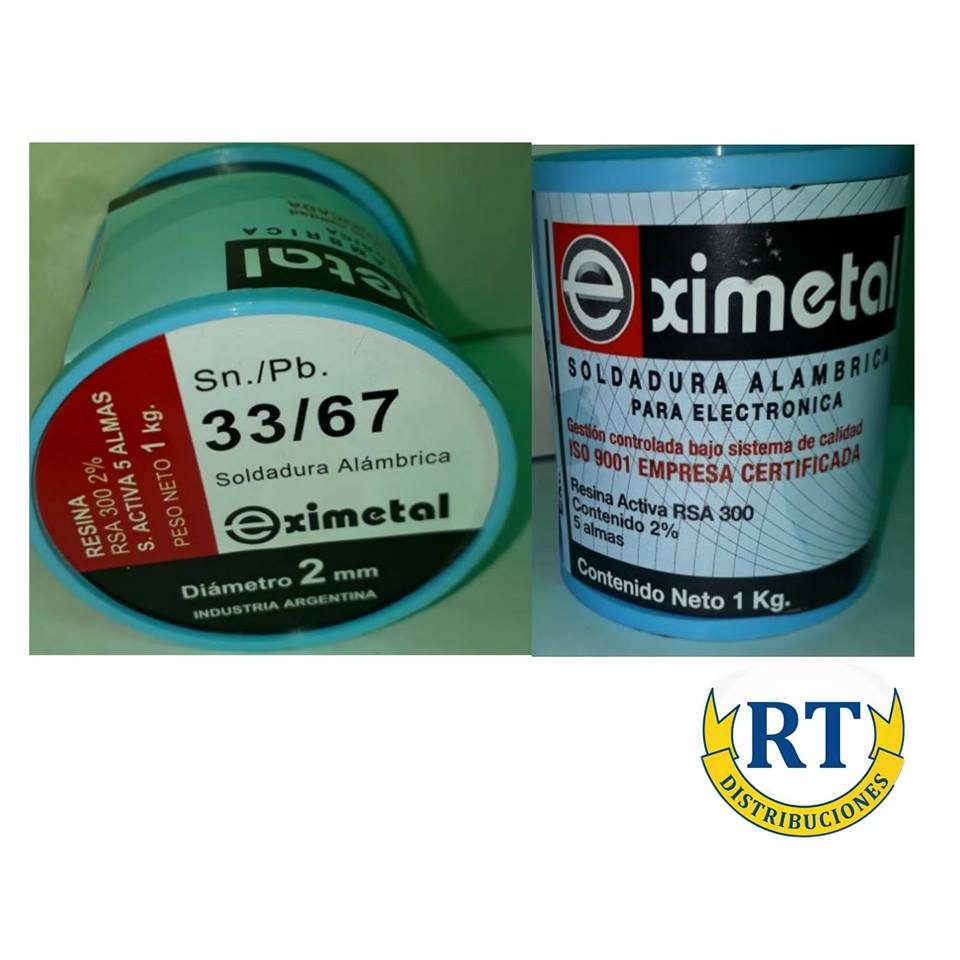 Sn./Pb.
33/67
Soldadura Alámbrica
eximetal
RESINA
RSA 300 2%
S. ACTIVA 5 ALMAS
PESO NETO 1 kg.
Diámetro 2 mm
INDUSTRIA ARGENTINA
eximetal
ALAMBRICA
eximetal
SOLDADURA ALAMBRICA
PARA ELECTRONICA
Gestión controlada bajo sistema de calidad
ISO 9001 EMPRESA CERTIFICADA
Resina Activa RSA 300
Contenido 2%
5 almas
Contenido Neto 1 Kg.
RT
DISTRIBUCIONES